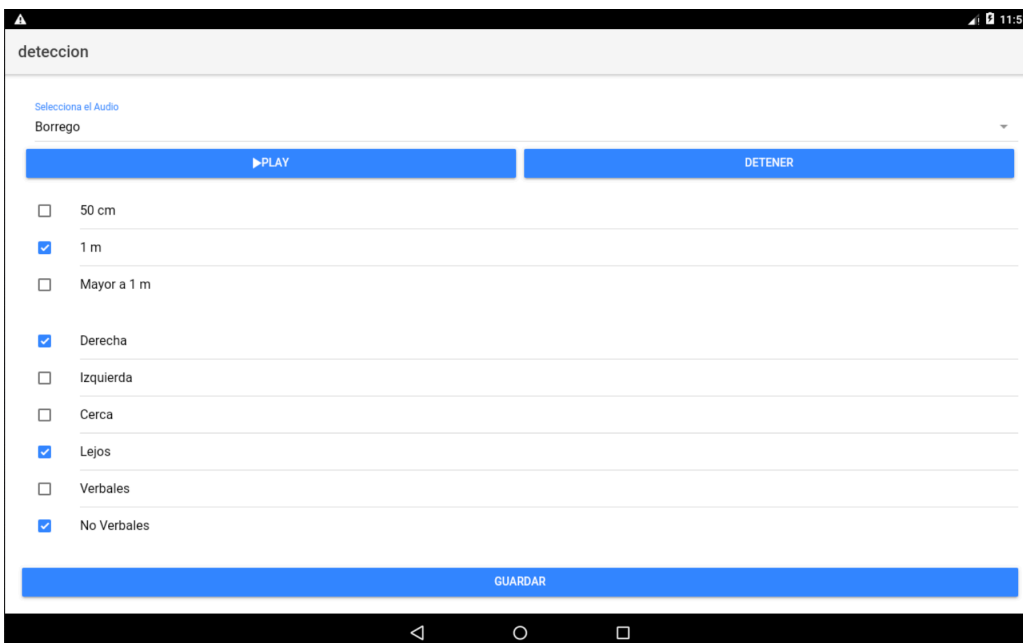 11:5
deteccion
Selecciona el Audio
Borrego
PLAY DETENER
50 cm
1 m
Mayor a 1 m
Derecha
Izquierda
Cerca
Lejos
Verbales
No Verbales
GUARDAR